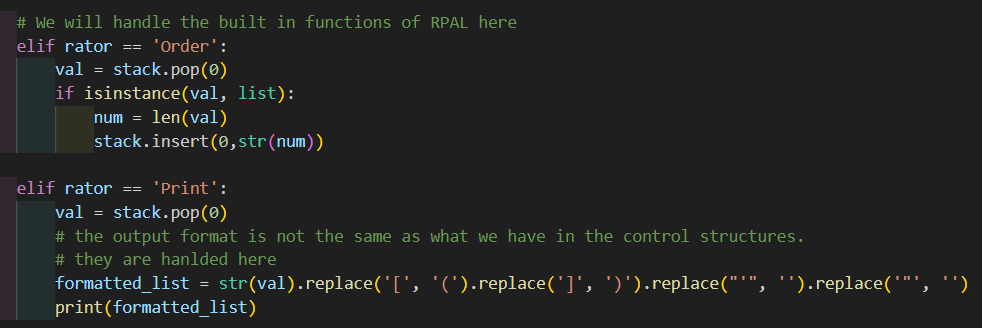 # We will handle the built in functions of RPAL here
elif rator == 'Order':
    val = stack.pop(0)
    if isinstance(val, list):
        num = len(val)
        stack.insert(0,str(num))

elif rator == 'Print':
    val = stack.pop(0)
    # the output format is not the same as what we have in the control structures.
    # they are hanlded here
    formatted_list = str(val).replace('[', '(').replace(']', ')').replace("'", '').replace('"', '')
    print(formatted_list)